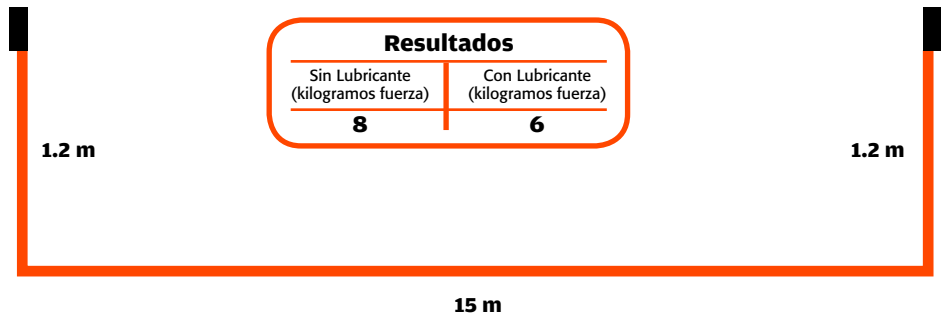 Resultados
Sin Lubricante
(kilogramos fuerza)
Con Lubricante
(kilogramos fuerza)
8
6
1.2 m
1.2 m
15 m